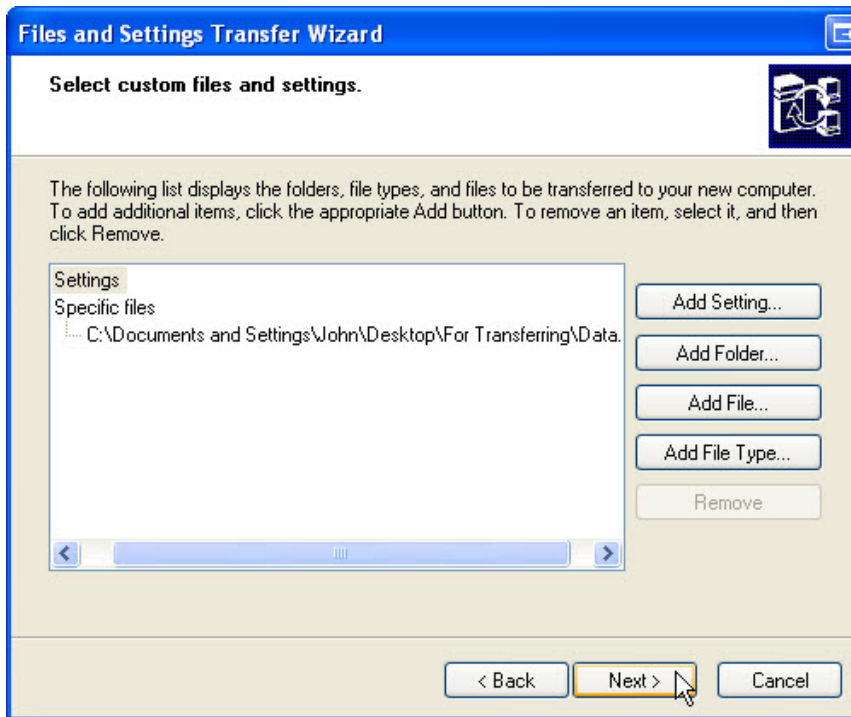 Files and Settings Transfer Wizard
Select custom files and settings.
The following list displays the folders, file types, and files to be transferred to your new computer.
To add additional items, click the appropriate Add button. To remove an item, select it, and then
click Remove.
Settings
Specific files
C:\Documents and Settings\John\Desktop\For Transferring\Data.
Add Setting...
Add Folder...
Add File...
Add File Type...
Remove
< Back
Next >
Cancel